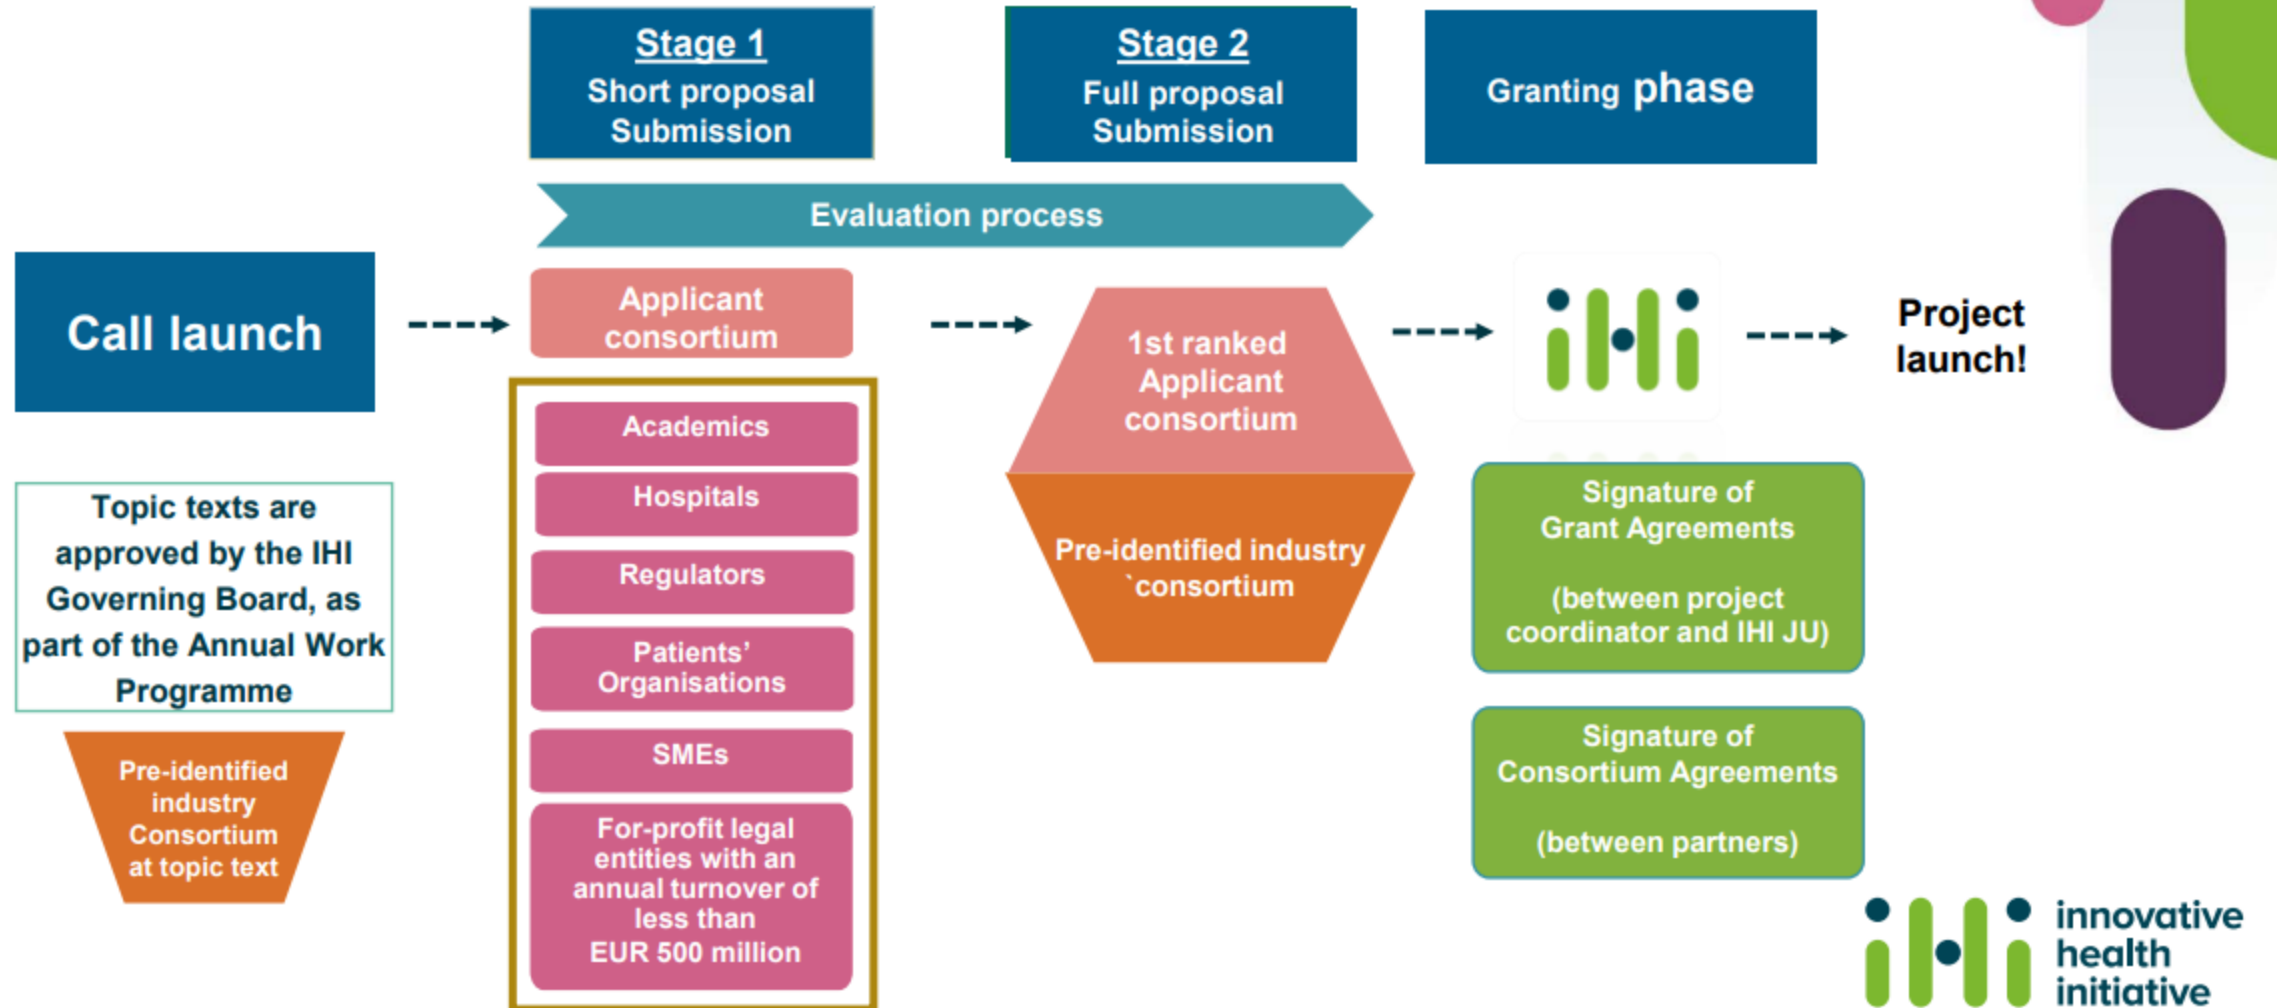 Stage 1
Short proposal
Submission
Stage 2
Full proposal
Submission
Granting phase
Evaluation process
Call launch
Topic texts are
approved by the IHI
Governing Board, as
part of the Annual Work
Programme
Pre-identified
industry
Consortium
at topic text
Applicant
consortium
Academics
Hospitals
Regulators
Patients’
Organisations
SMEs
For-profit legal
entities with an
annual turnover of
less than
EUR 500 million
1st ranked
Applicant
consortium
Pre-identified industry
`consortium
iHi
Signature of
Grant Agreements
(between project
coordinator and IHI JU)
Signature of
Consortium Agreements
(between partners)
Project
launch!
iHi
innovative
health
initiative